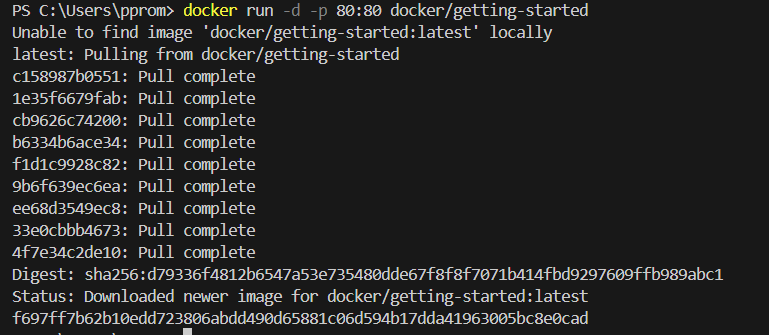 PS C:\Users\pprom> docker run -d -p 80:80 docker/getting-started
Unable to find image 'docker/getting-started:latest' locally
latest: Pulling from docker/getting-started
c158987b0551: Pull complete
1e35f6679fab: Pull complete
cb9626c74200: Pull complete
b6334b6ace34: Pull complete
f1d1c9928c82: Pull complete
9b6f639ec6ea: Pull complete
ee68d3549ec8: Pull complete
33e0cbbb4673: Pull complete
4f7e34c2de10: Pull complete
Digest: sha256:d79336f4812b6547a53e735480dde67f8f8f7071b414fbd9297609ffb989abc1
Status: Downloaded newer image for docker/getting-started:latest
f697ff7b62b10edd723806abdd490d65881c06d594b17dda41963005bc8e0cad